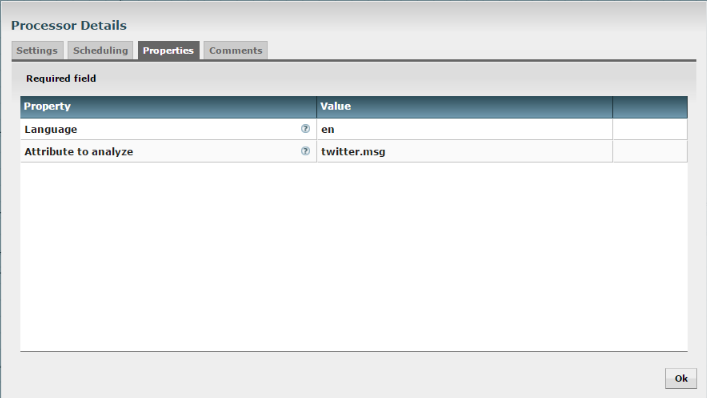 Processor Details
Settings Scheduling Properties Comments
Required field
Property Value
Language ? en
Attribute to analyze ? twitter.msg
Ok